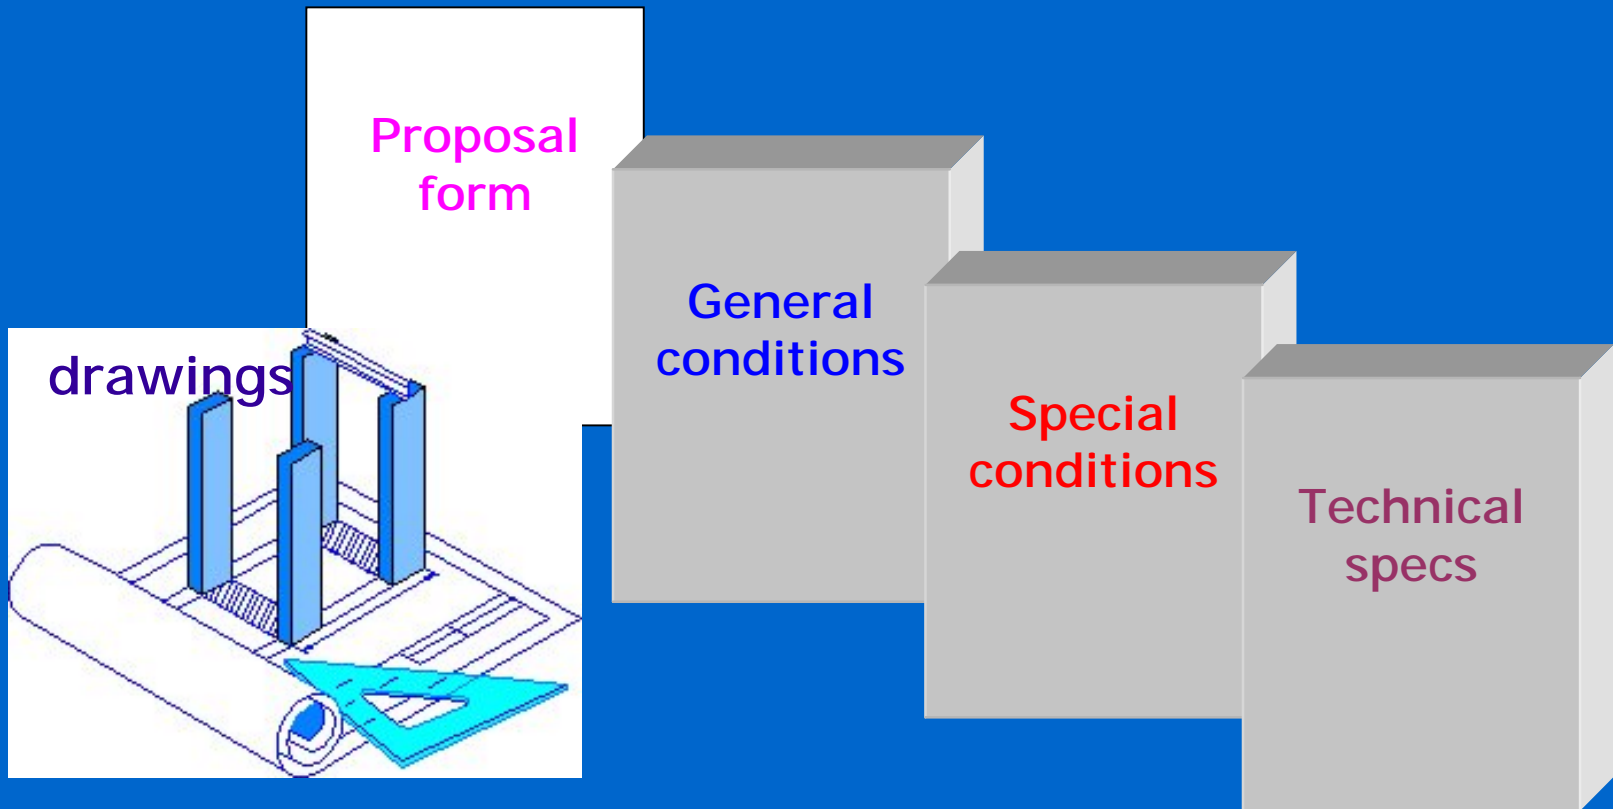 Proposal
form
General
conditions
drawings
Special
conditions
Technical
specs